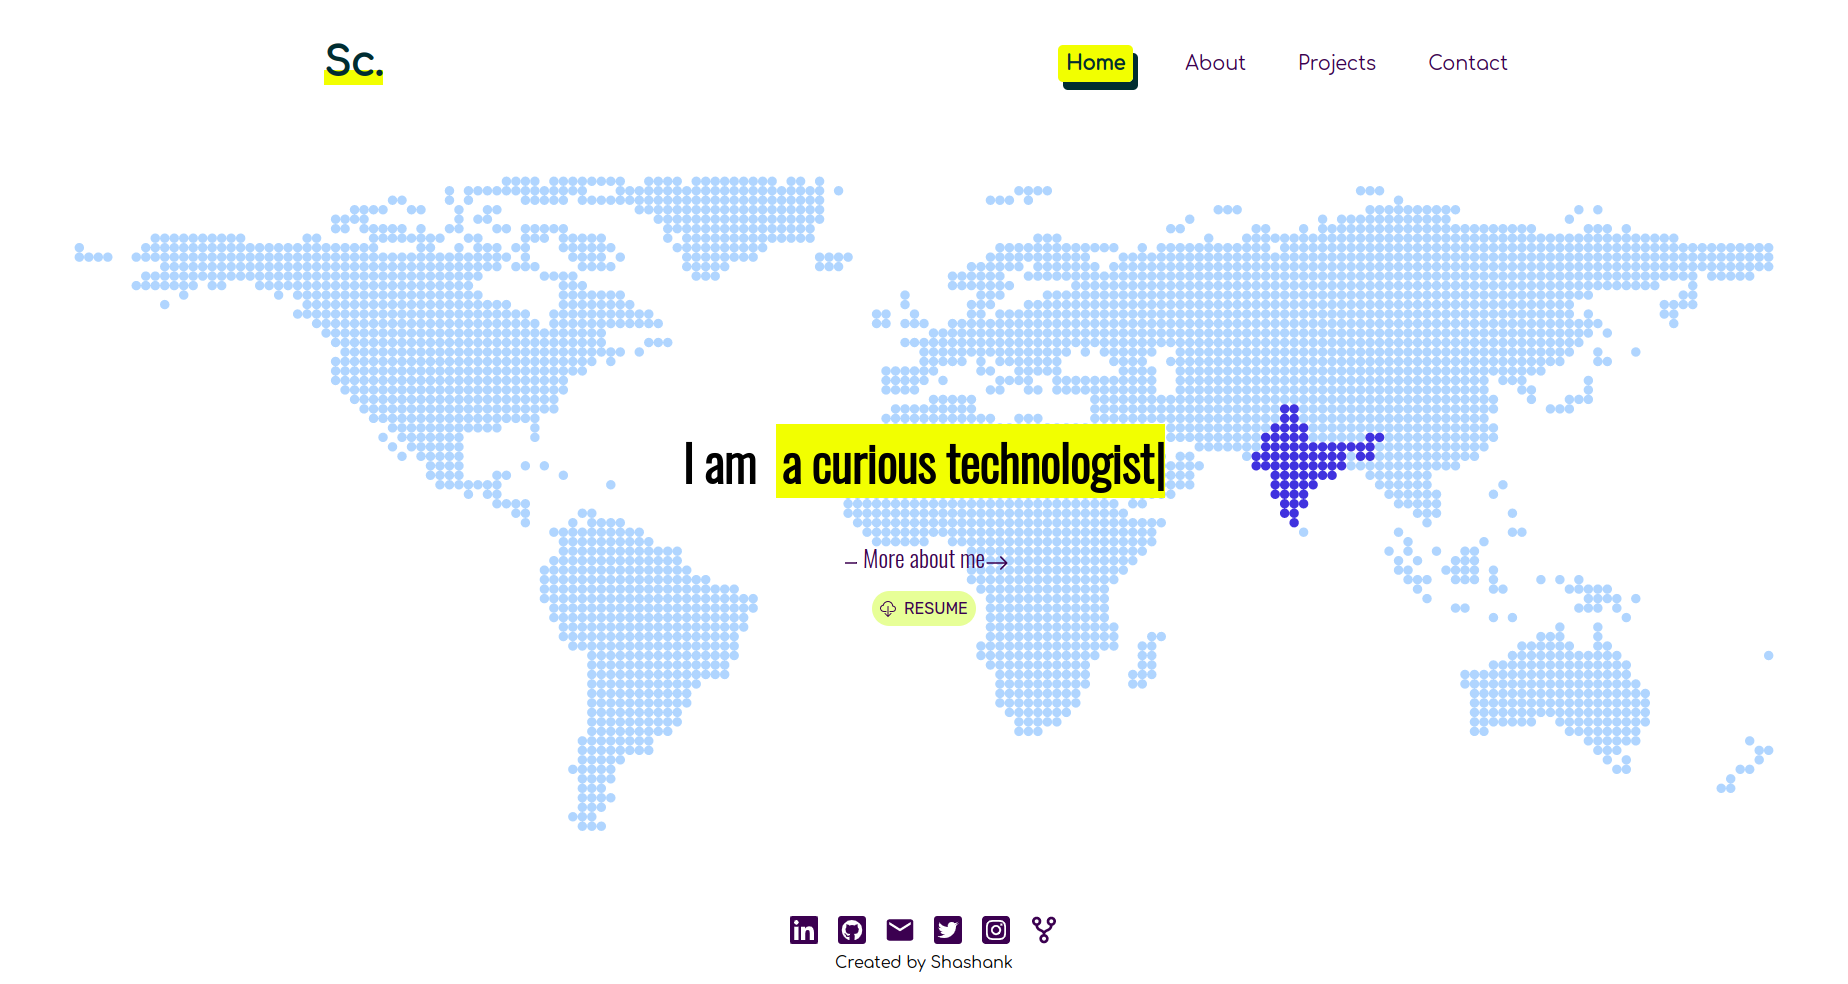 Sc.
Home About Projects Contact
I am a curious technologist|
– More about me→
RESUME
Created by Shashank